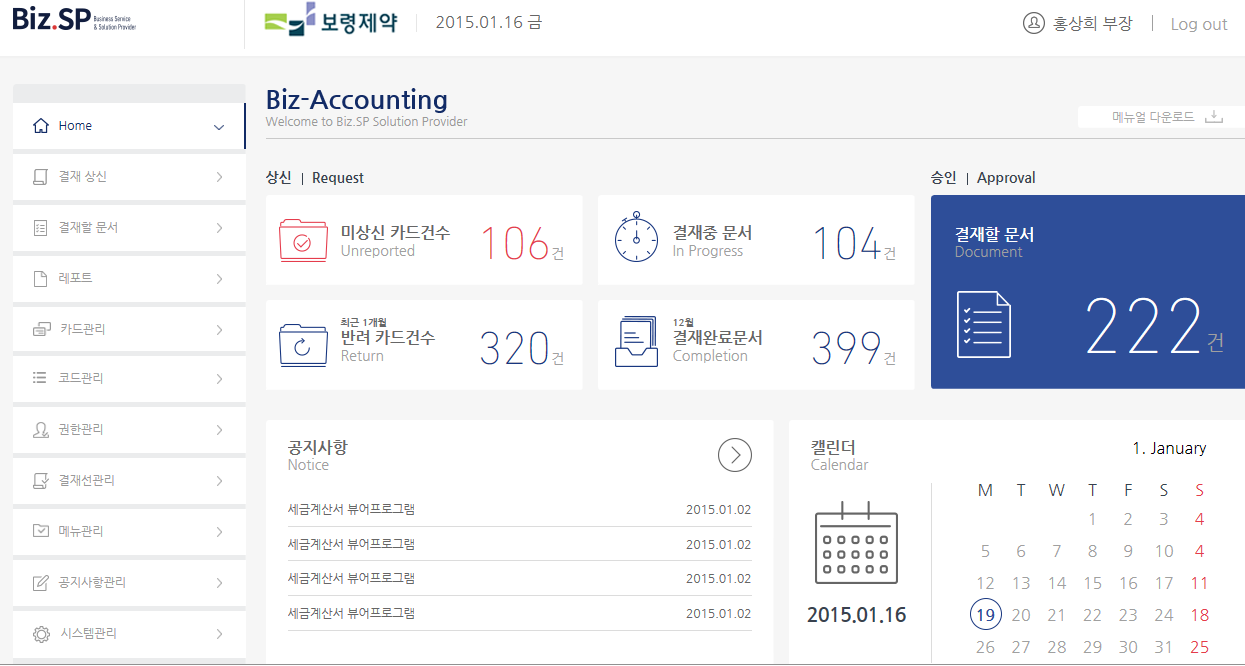 Biz.SP Business Service & Solution Provider
보령제약
2015.01.16 금
홍상희 부장
Log out
Home
결재 상신
결재할 문서
레포트
카드관리
코드관리
권한관리
결재선관리
메뉴관리
공지사항관리
시스템관리
Biz-Accounting
Welcome to Biz.SP Solution Provider
메뉴얼 다운로드
상신 | Request
미상신 카드건수
Unreported
106건
결재중 문서
In Progress
104건
최근 1개월
반려 카드건수
Return
320건
12월
결재완료문서
Completion
399건
승인 | Approval
결재할 문서
Document
222건
공지사항
Notice
세금계산서 뷰어프로그램 2015.01.02
세금계산서 뷰어프로그램 2015.01.02
세금계산서 뷰어프로그램 2015.01.02
세금계산서 뷰어프로그램 2015.01.02
캘린더
Calendar
2015.01.16
1. January
M T W T F S S
1 2 3 4
5 6 7 8 9 10 4
12 13 14 15 16 17 11
19 20 21 22 23 24 18
26 27 28 29 30 31 25